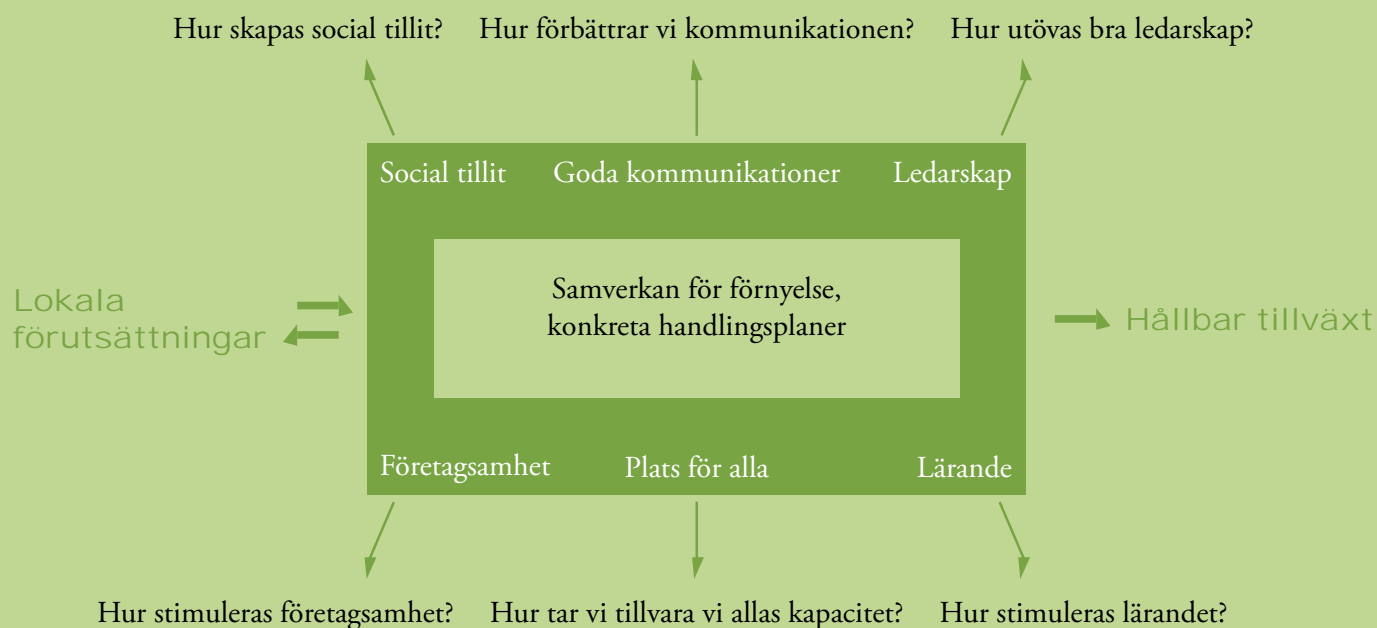 Hur skapas social tillit? Hur förbättrar vi kommunikationen? Hur utövas bra ledarskap?
Social tillit Goda kommunikationer Ledarskap
Samverkan för förnyelse,
konkreta handlingsplaner
Lokala
förutsättningar
Hållbar tillväxt
Företagsamhet Plats för alla Lärande
Hur stimuleras företagsamhet? Hur tar vi tillvara vi allas kapacitet? Hur stimuleras lärandet?